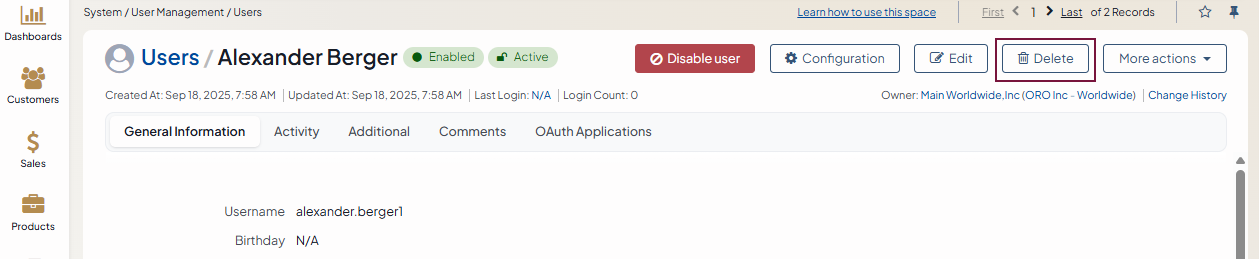 Dashboards
Customers
Sales
Products
System / User Management / Users
Learn how to use this space
First 1 Last of 2 Records
Users / Alexander Berger Enabled Active
Disable user Configuration Edit Delete More actions
Created At: Sep 18, 2025, 7:58 AM Updated At: Sep 18, 2025, 7:58 AM Last Login: N/A Login Count: 0
Owner: Main Worldwide,Inc (ORO Inc - Worldwide) Change History
General Information Activity Additional Comments OAuth Applications
Username alexander.berger1
Birthday N/A